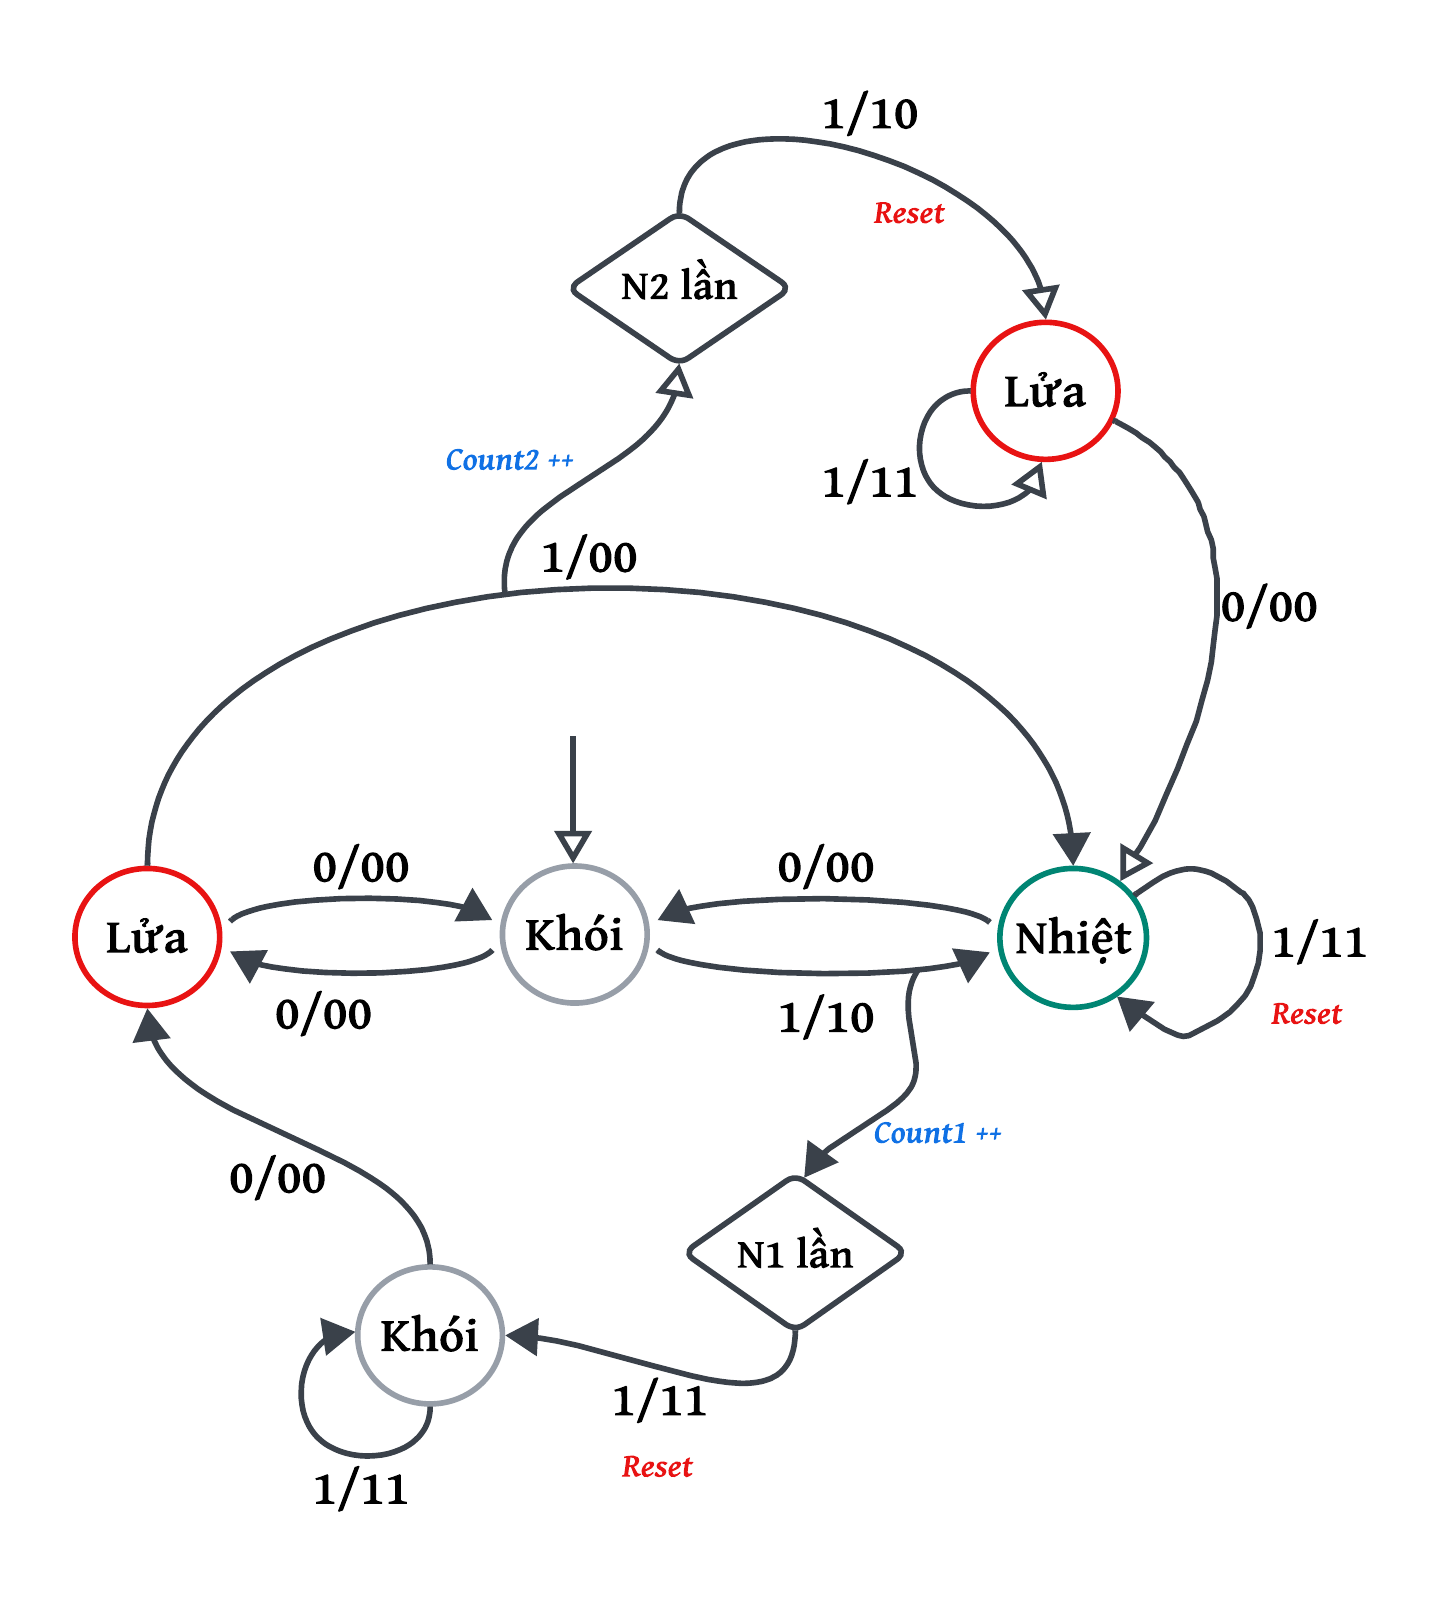 1/10
Reset
N2 lần
Lửa
Count2 ++
1/11
1/00
0/00
0/00
0/00
Lửa
Khói
Nhiệt
1/11
0/00
1/10
Reset
Count1 ++
0/00
N1 lần
Khói
1/11
Reset
1/11